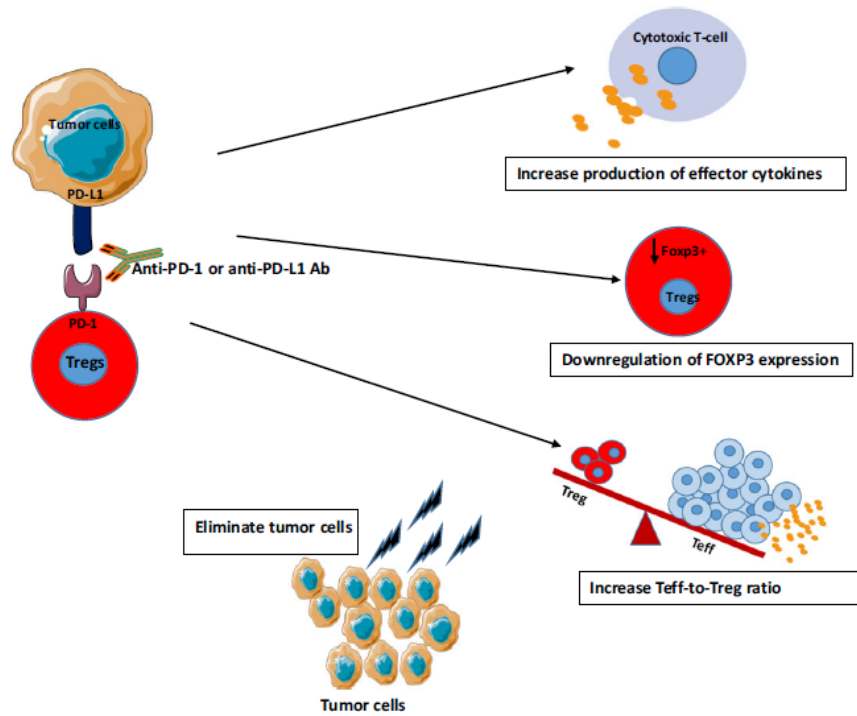 Tumor cells
PD-L1
Anti-PD-1 or anti-PD-L1 Ab
PD-1
Tregs
Cytotoxic T-cell
Increase production of effector cytokines
Foxp3+
Tregs
Downregulation of FOXP3 expression
Treg
Teff
Increase Teff-to-Treg ratio
Eliminate tumor cells
Tumor cells